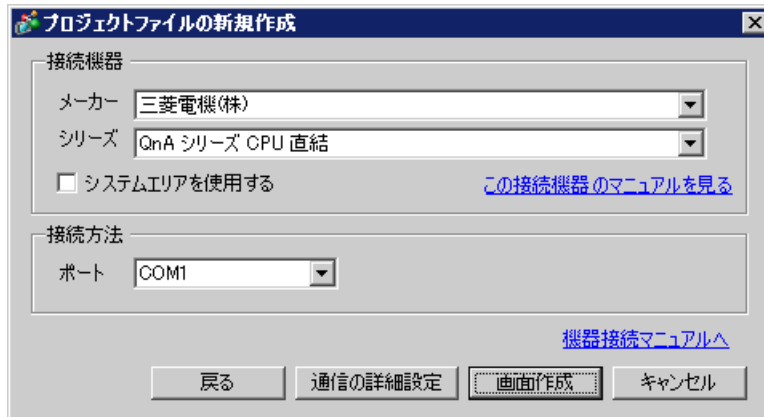 プロジェクトファイルの新規作成
接続機器
メーカー 三菱電機(株)
シリーズ QnA シリーズ CPU 直結
システムエリアを使用する この接続機器のマニュアルを見る
接続方法
ポート COM1
機器接続マニュアルへ
戻る 通信の詳細設定 画面作成 キャンセル